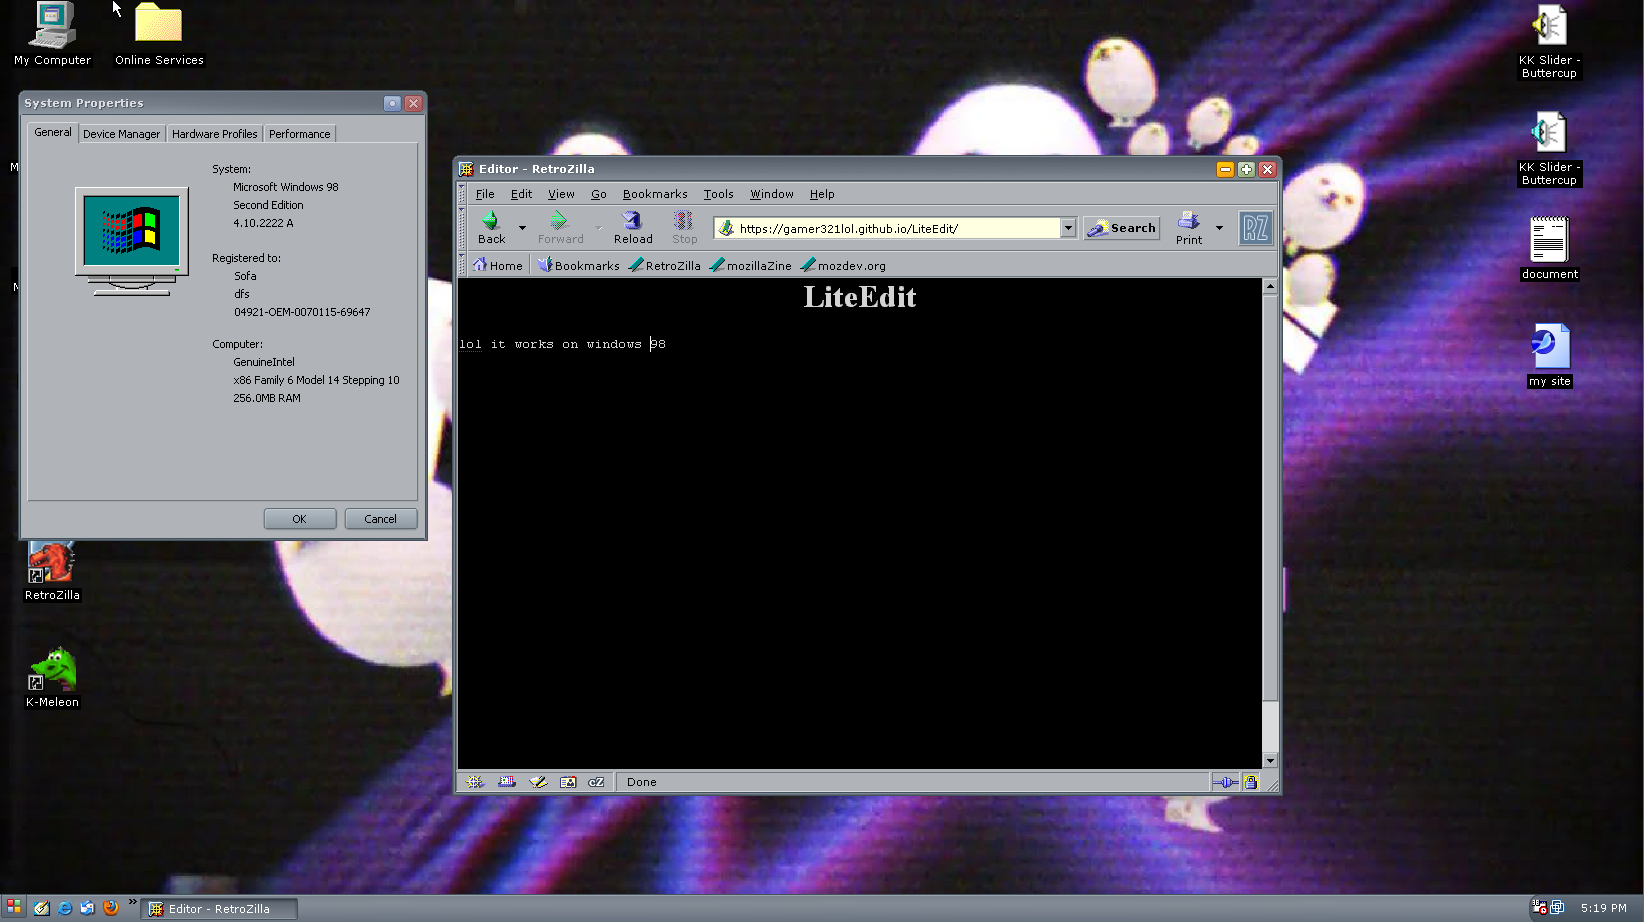 My Computer
Online Services
KK Slider -
Buttercup
KK Slider -
Buttercup
document
my site
System Properties
General
Device Manager
Hardware Profiles
Performance
System:
Microsoft Windows 98
Second Edition
4.10.2222 A
Registered to:
Sofa
dfs
04921-OEM-0070115-69647
Computer:
GenuineIntel
x86 Family 6 Model 14 Stepping 10
256.0MB RAM
OK
Cancel
RetroZilla
K-Meleon
Editor - RetroZilla
File Edit View Go Bookmarks Tools Window Help
Back
Forward
Reload
Stop
https://gamer321lol.github.io/LiteEdit/
Search
Print
RZ
Home Bookmarks RetroZilla mozillaZine mozdev.org
LiteEdit
lol it works on windows 98
cZ
Done
Editor - RetroZilla
5:19 PM